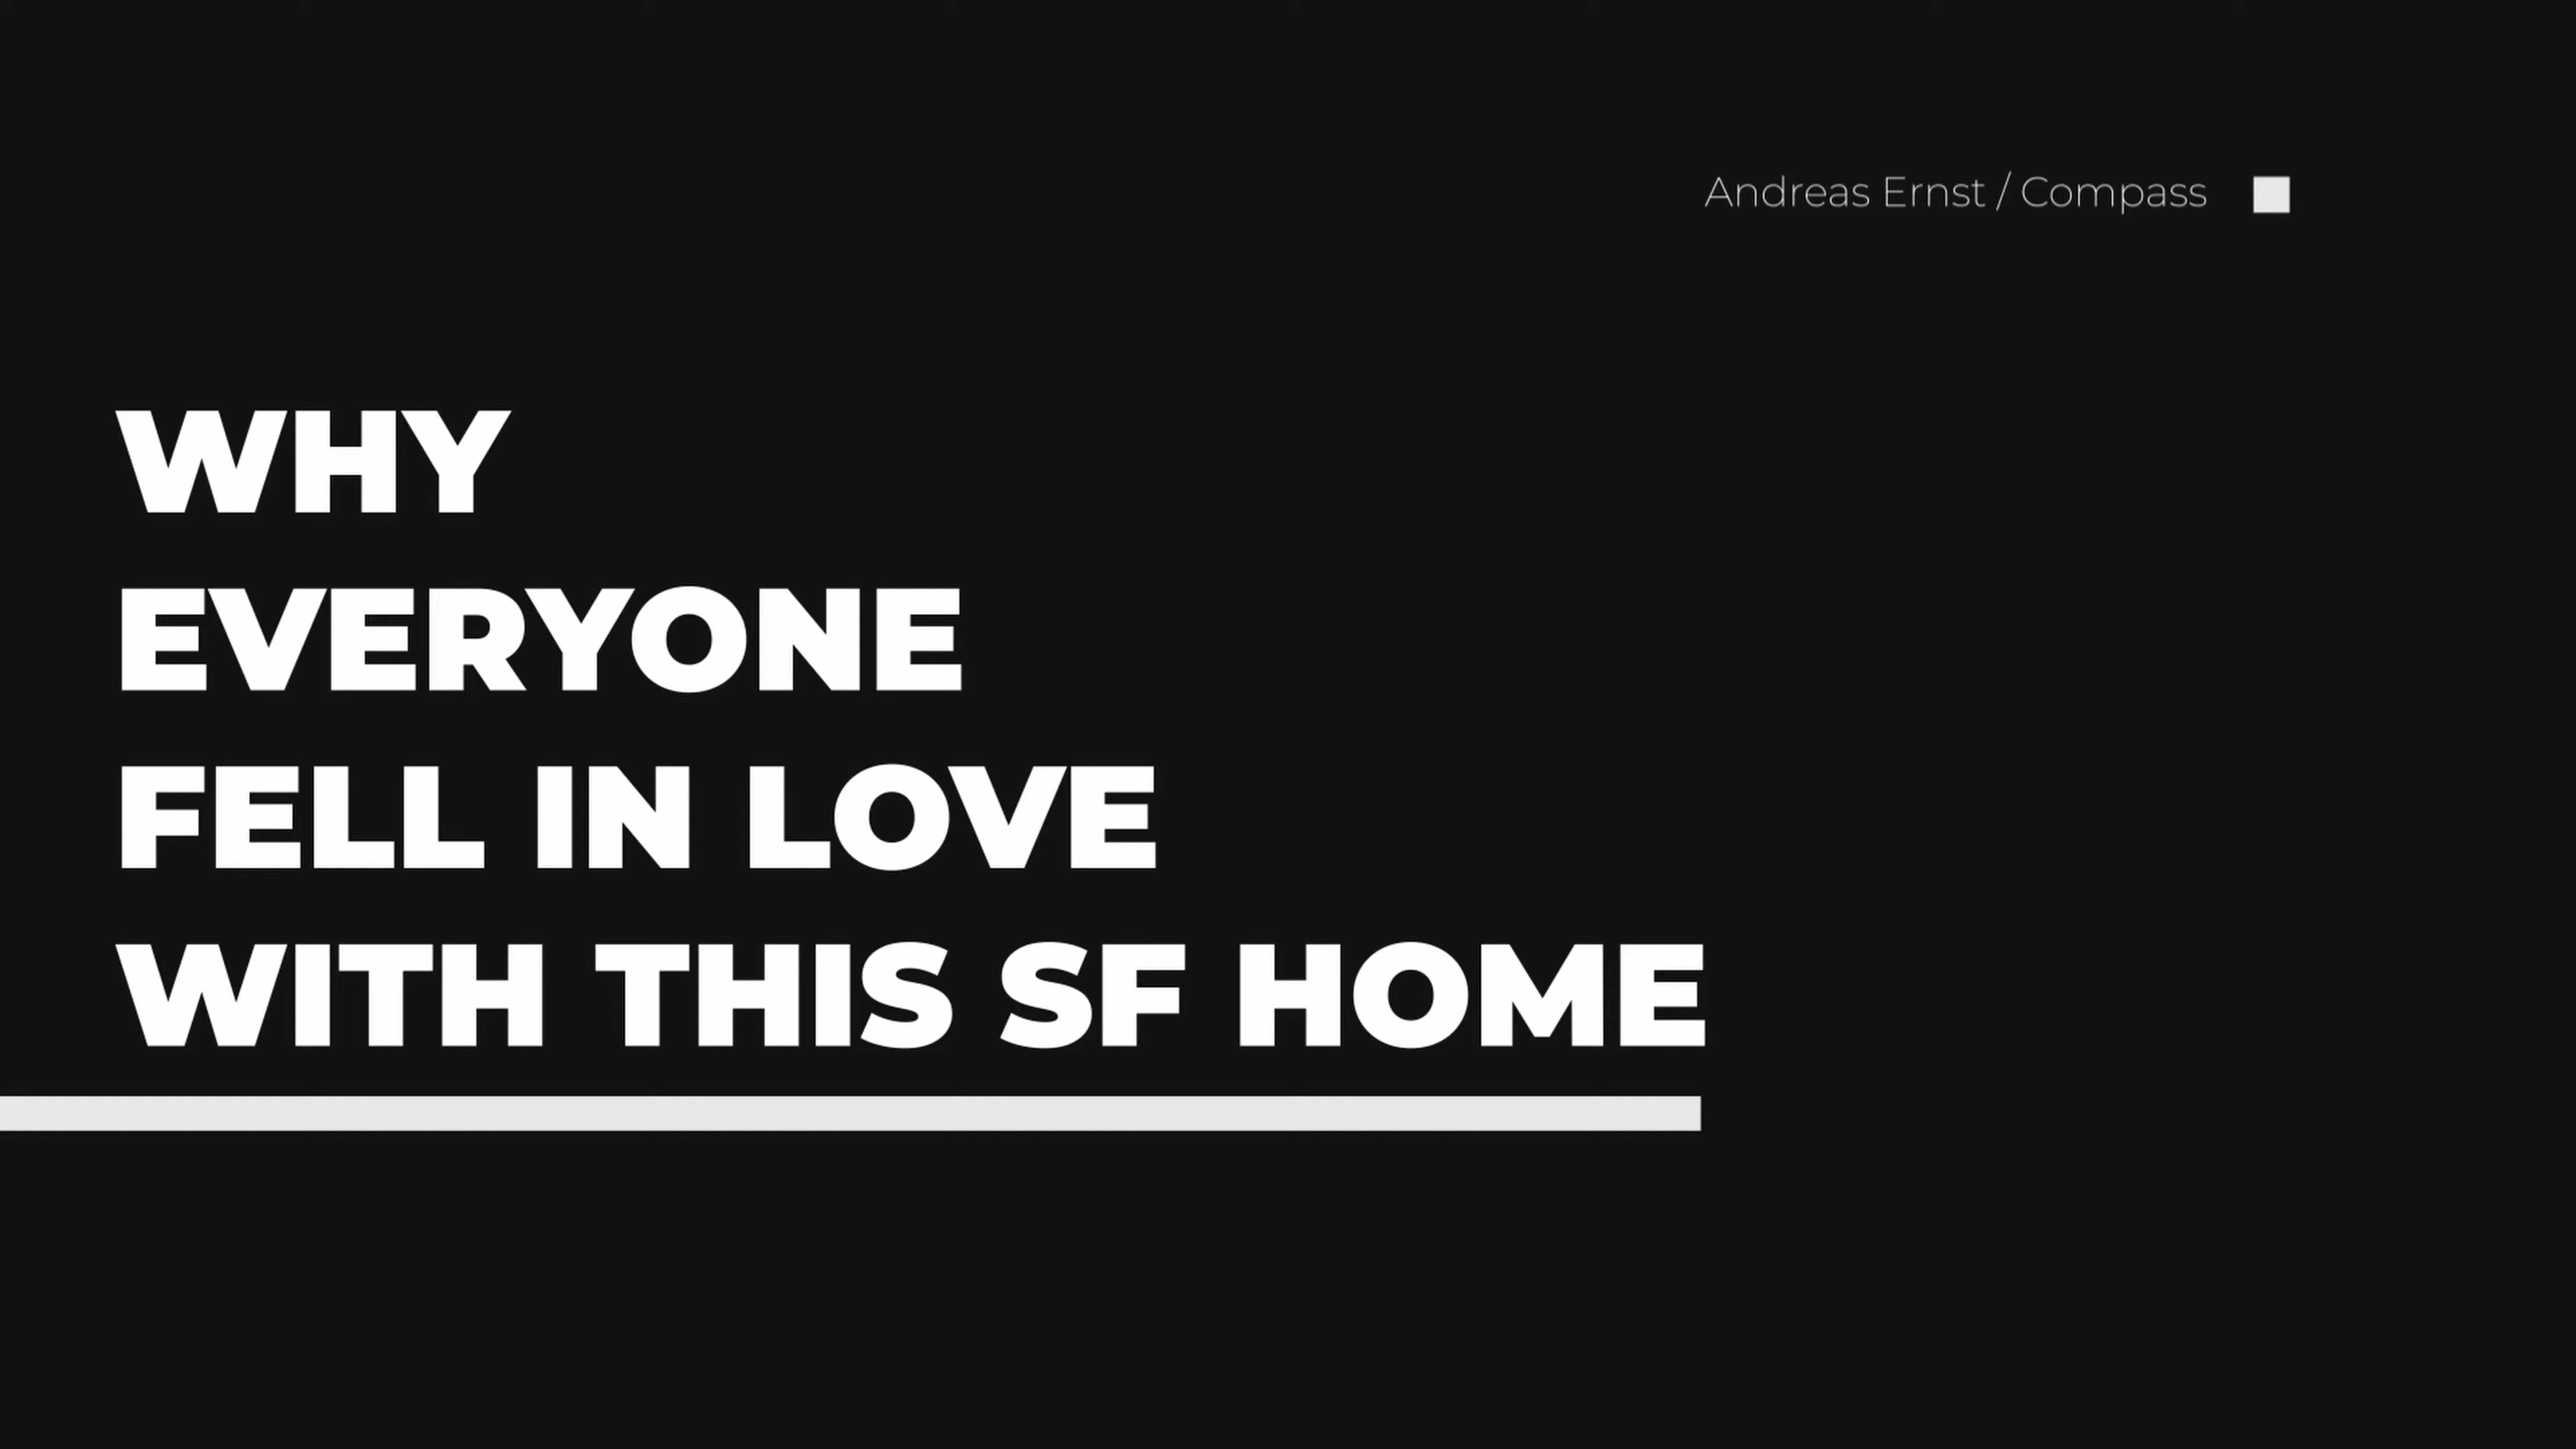 Andreas Ernst / Compass
WHY
EVERYONE
FELL IN LOVE
WITH THIS SF HOME